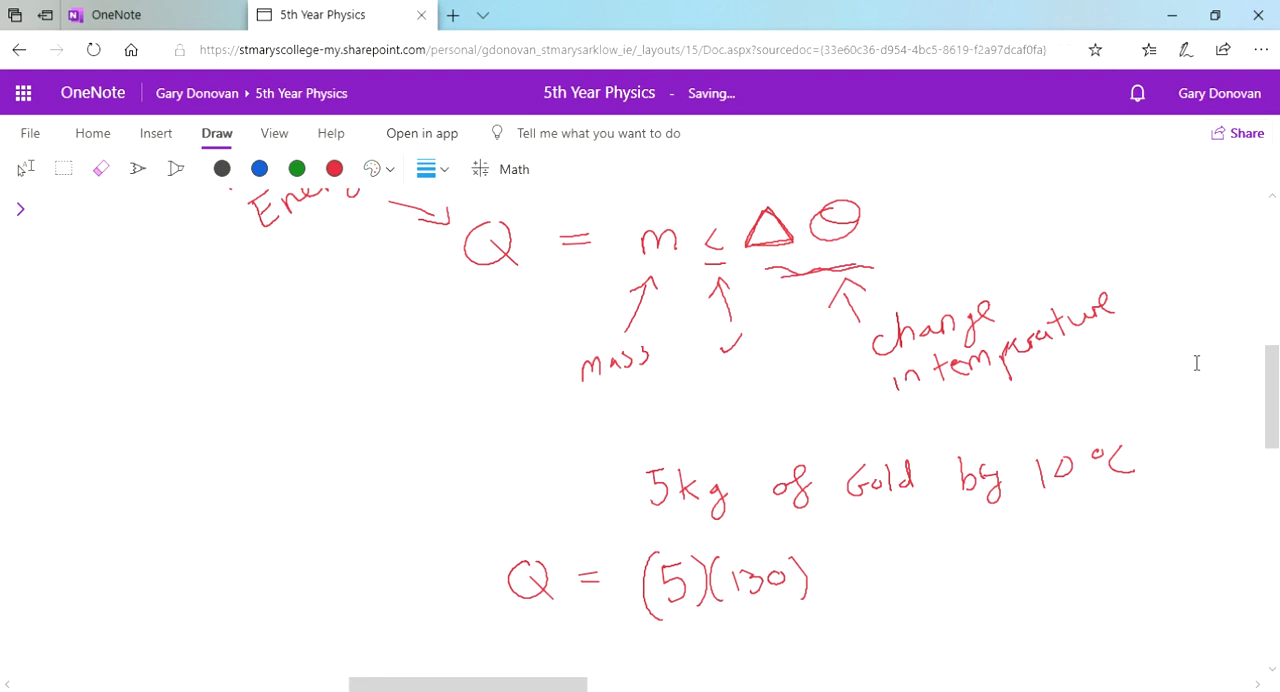 OneNote
5th Year Physics
https://stmaryscollege-my.sharepoint.com/personal/gdonovan_stmarysarklow_ie/_layouts/15/Doc.aspx?sourcedoc={33e60c36-d954-4bc5-8619-f2a97dcaf0fa}
OneNote Gary Donovan › 5th Year Physics 5th Year Physics - Saving... Gary Donovan
File Home Insert Draw View Help Open in app Tell me what you want to do Share
Math
Energy
Q = m c Δ Θ
mass
change
in temperature
5kg of Gold by 10 °C
Q = (5)(130)